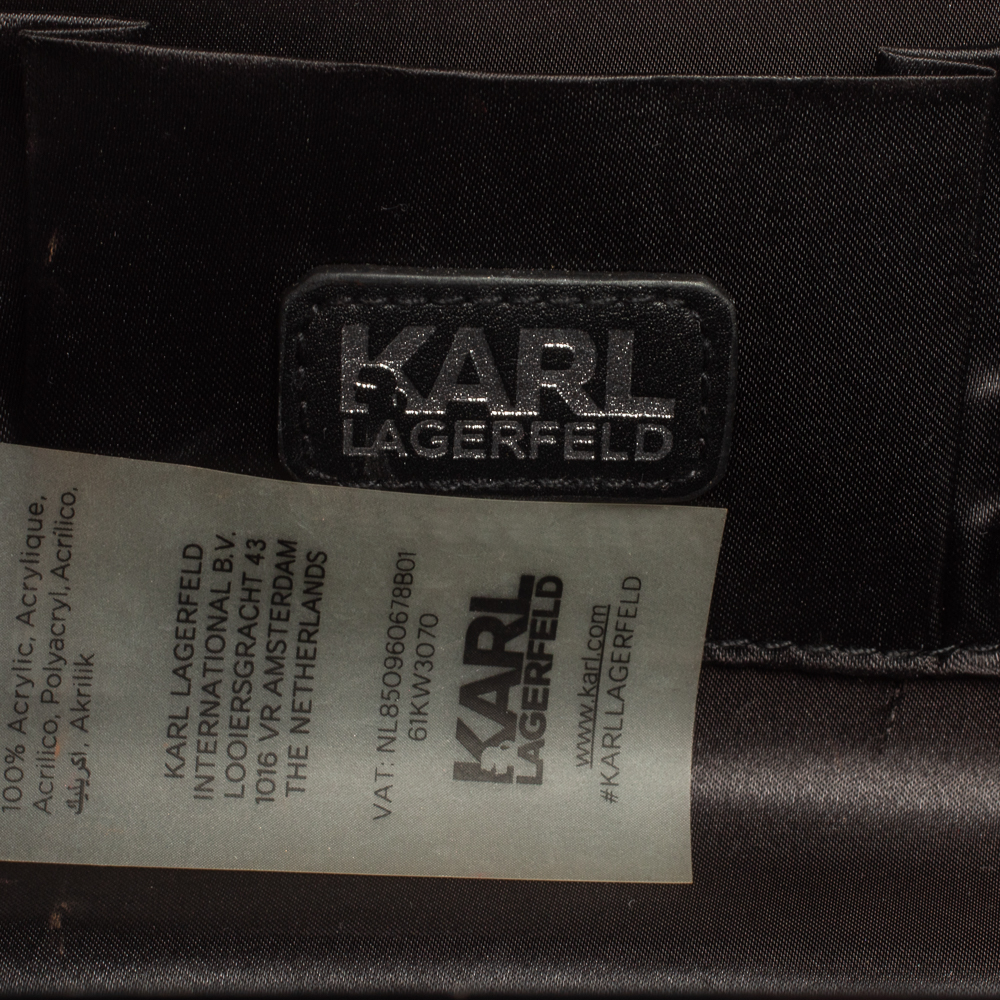 KARL
LAGERFELD
100% Acrylic, Acrylique,
Acrilico, Polyacryl, Acrílico,
اكريليك, Akrilik
KARL LAGERFELD
INTERNATIONAL B.V.
LOOIERSGRACHT 43
1016 VR AMSTERDAM
THE NETHERLANDS
VAT: NL850960678B01
61KW3070
KARL
LAGERFELD
www.karl.com
#KARLLAGERFELD